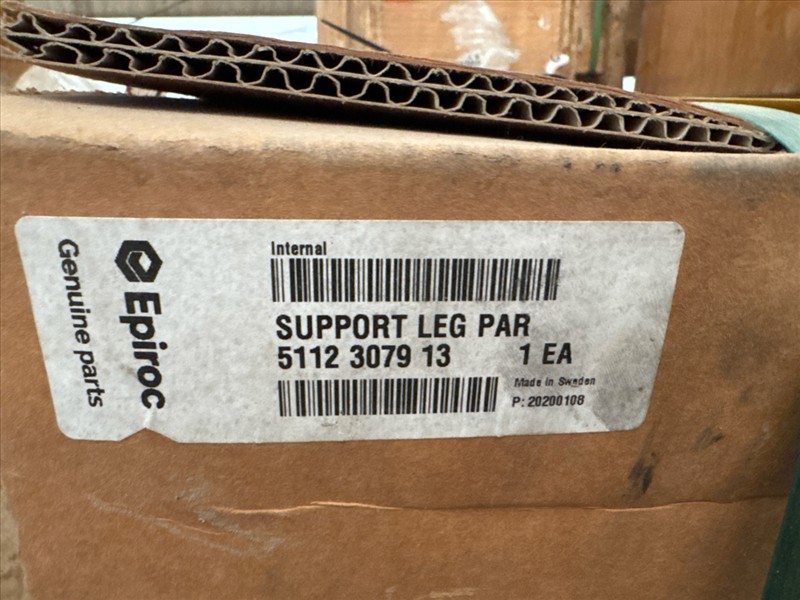 Epiroc
Genuine parts
Internal
SUPPORT LEG PAR
5112 3079 13 1 EA
Made in Sweden
P: 20200108